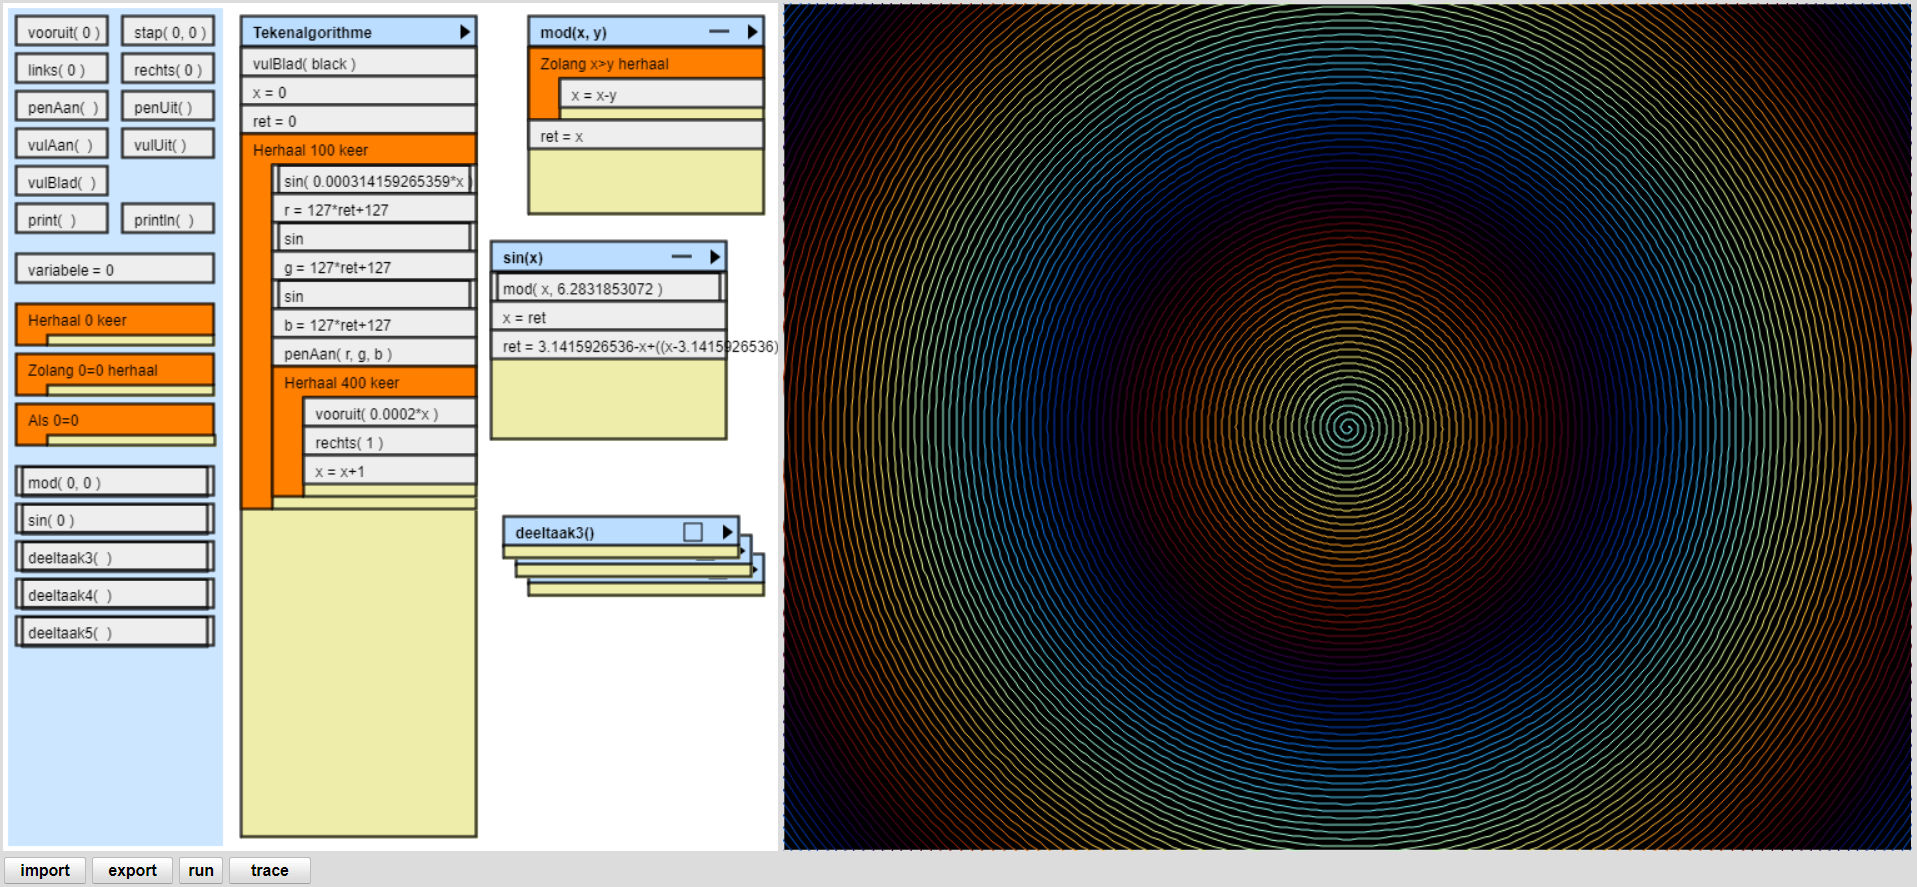 vooruit( 0 )
stap( 0, 0 )
links( 0 )
rechts( 0 )
penAan( )
penUit( )
vulAan( )
vulUit( )
vulBlad( )
print( )
println( )
variabele = 0
Herhaal 0 keer
Zolang 0=0 herhaal
Als 0=0
mod( 0, 0 )
sin( 0 )
deeltaak3( )
deeltaak4( )
deeltaak5( )
Tekenalgorithme
vulBlad( black )
x = 0
ret = 0
Herhaal 100 keer
sin( 0.000314159265359*x )
r = 127*ret+127
sin
g = 127*ret+127
sin
b = 127*ret+127
penAan( r, g, b )
Herhaal 400 keer
vooruit( 0.0002*x )
rechts( 1 )
x = x+1
mod(x, y)
Zolang x>y herhaal
x = x-y
ret = x
sin(x)
mod( x, 6.2831853072 )
x = ret
ret = 3.1415926536-x+((x-3.1415926536)
deeltaak3()
import
export
run
trace